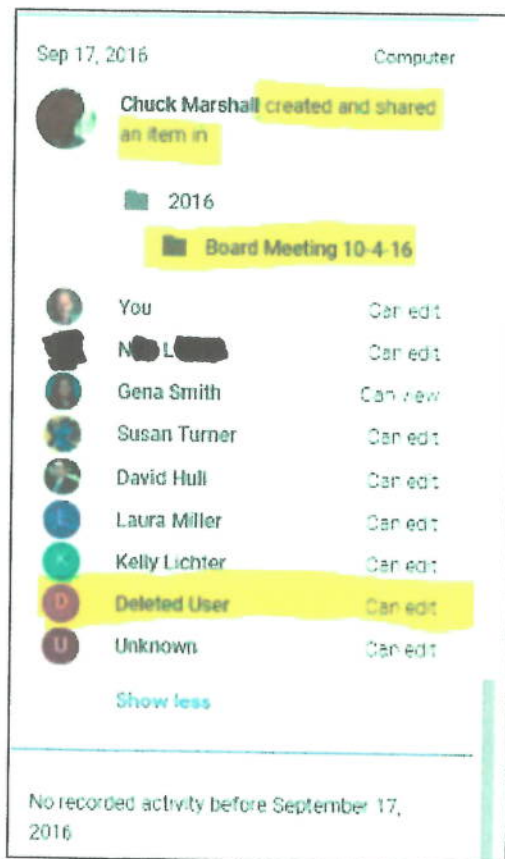 Sep 17, 2016 Computer
Chuck Marshall created and shared
an item in
2016
Board Meeting 10-4-16
You Can edit
N L Can edit
Gena Smith Can view
Susan Turner Can edit
David Hull Can edit
L Laura Miller Can edit
K Kelly Lichter Can edit
D Deleted User Can edit
U Unknown Can edit
Show less
No recorded activity before September 17,
2016